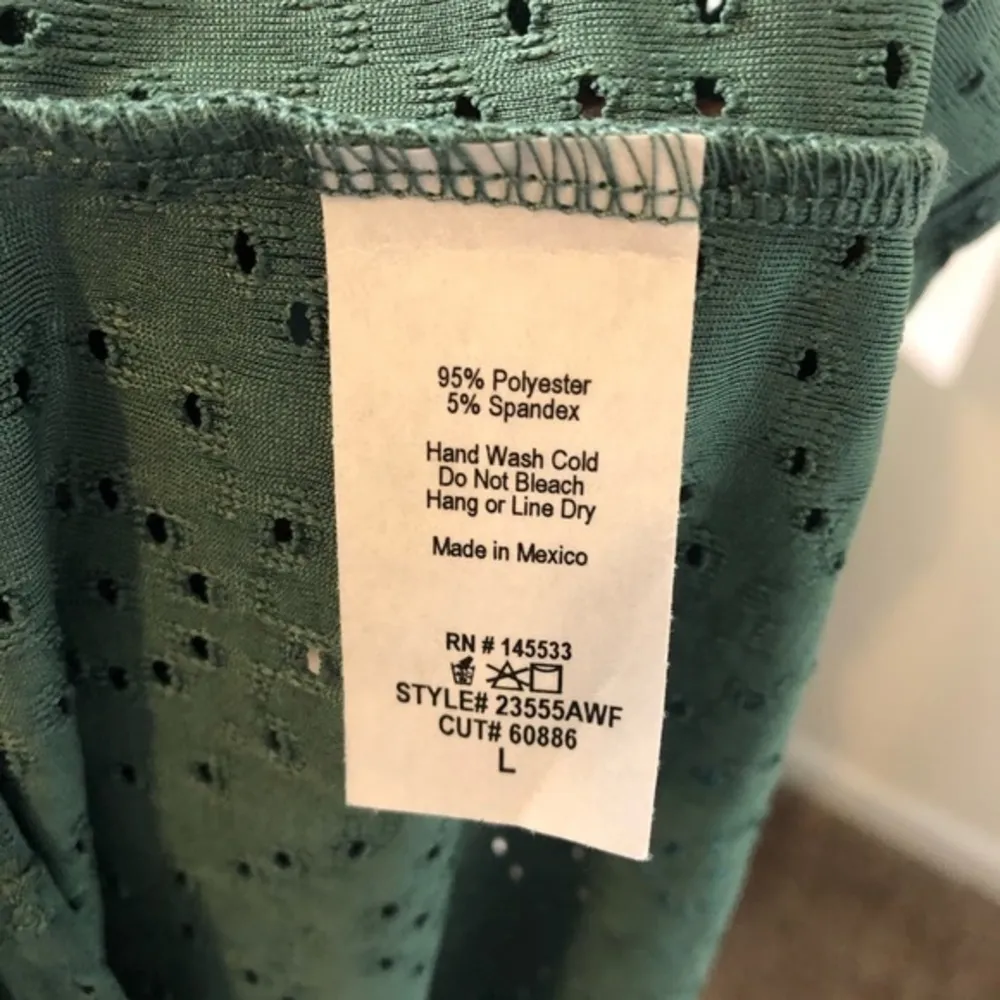 95% Polyester
5% Spandex
Hand Wash Cold
Do Not Bleach
Hang or Line Dry
Made in Mexico
RN # 145533
STYLE# 23555AWF
CUT# 60886
L